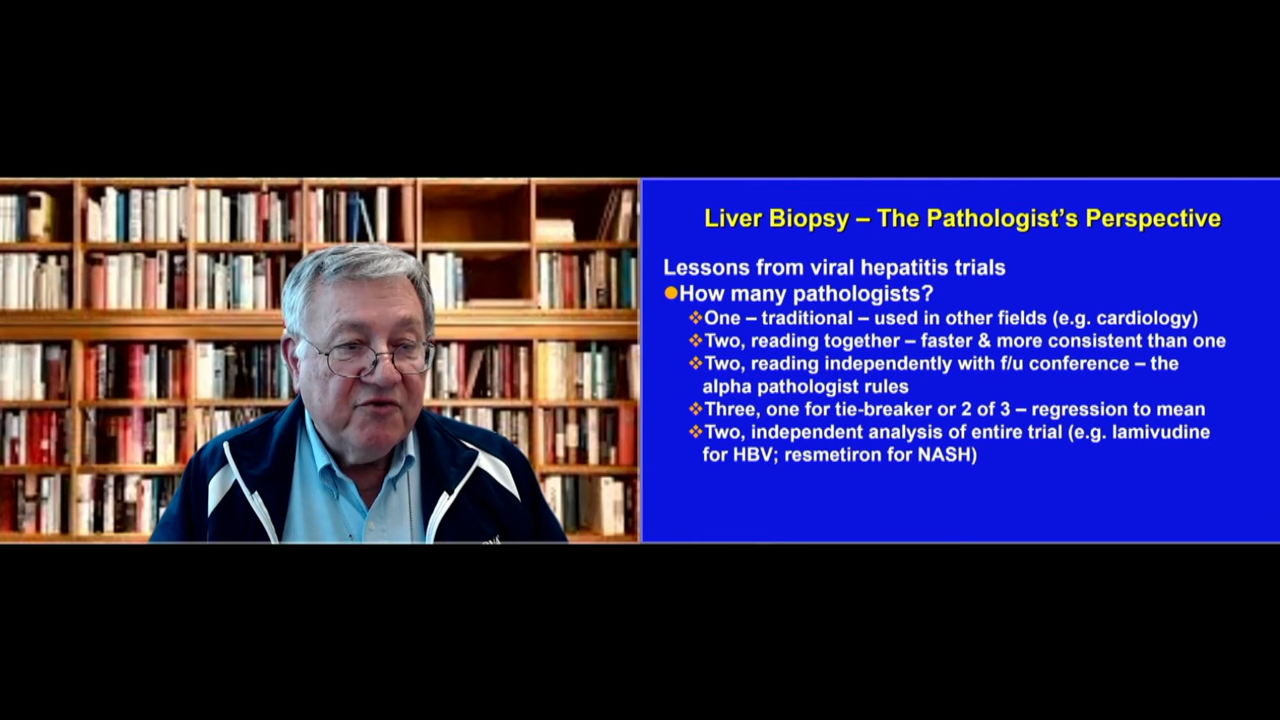 Liver Biopsy – The Pathologist’s Perspective
Lessons from viral hepatitis trials
●How many pathologists?
❖One – traditional – used in other fields (e.g. cardiology)
❖Two, reading together – faster & more consistent than one
❖Two, reading independently with f/u conference – the
alpha pathologist rules
❖Three, one for tie-breaker or 2 of 3 – regression to mean
❖Two, independent analysis of entire trial (e.g. lamivudine
for HBV; resmetiron for NASH)